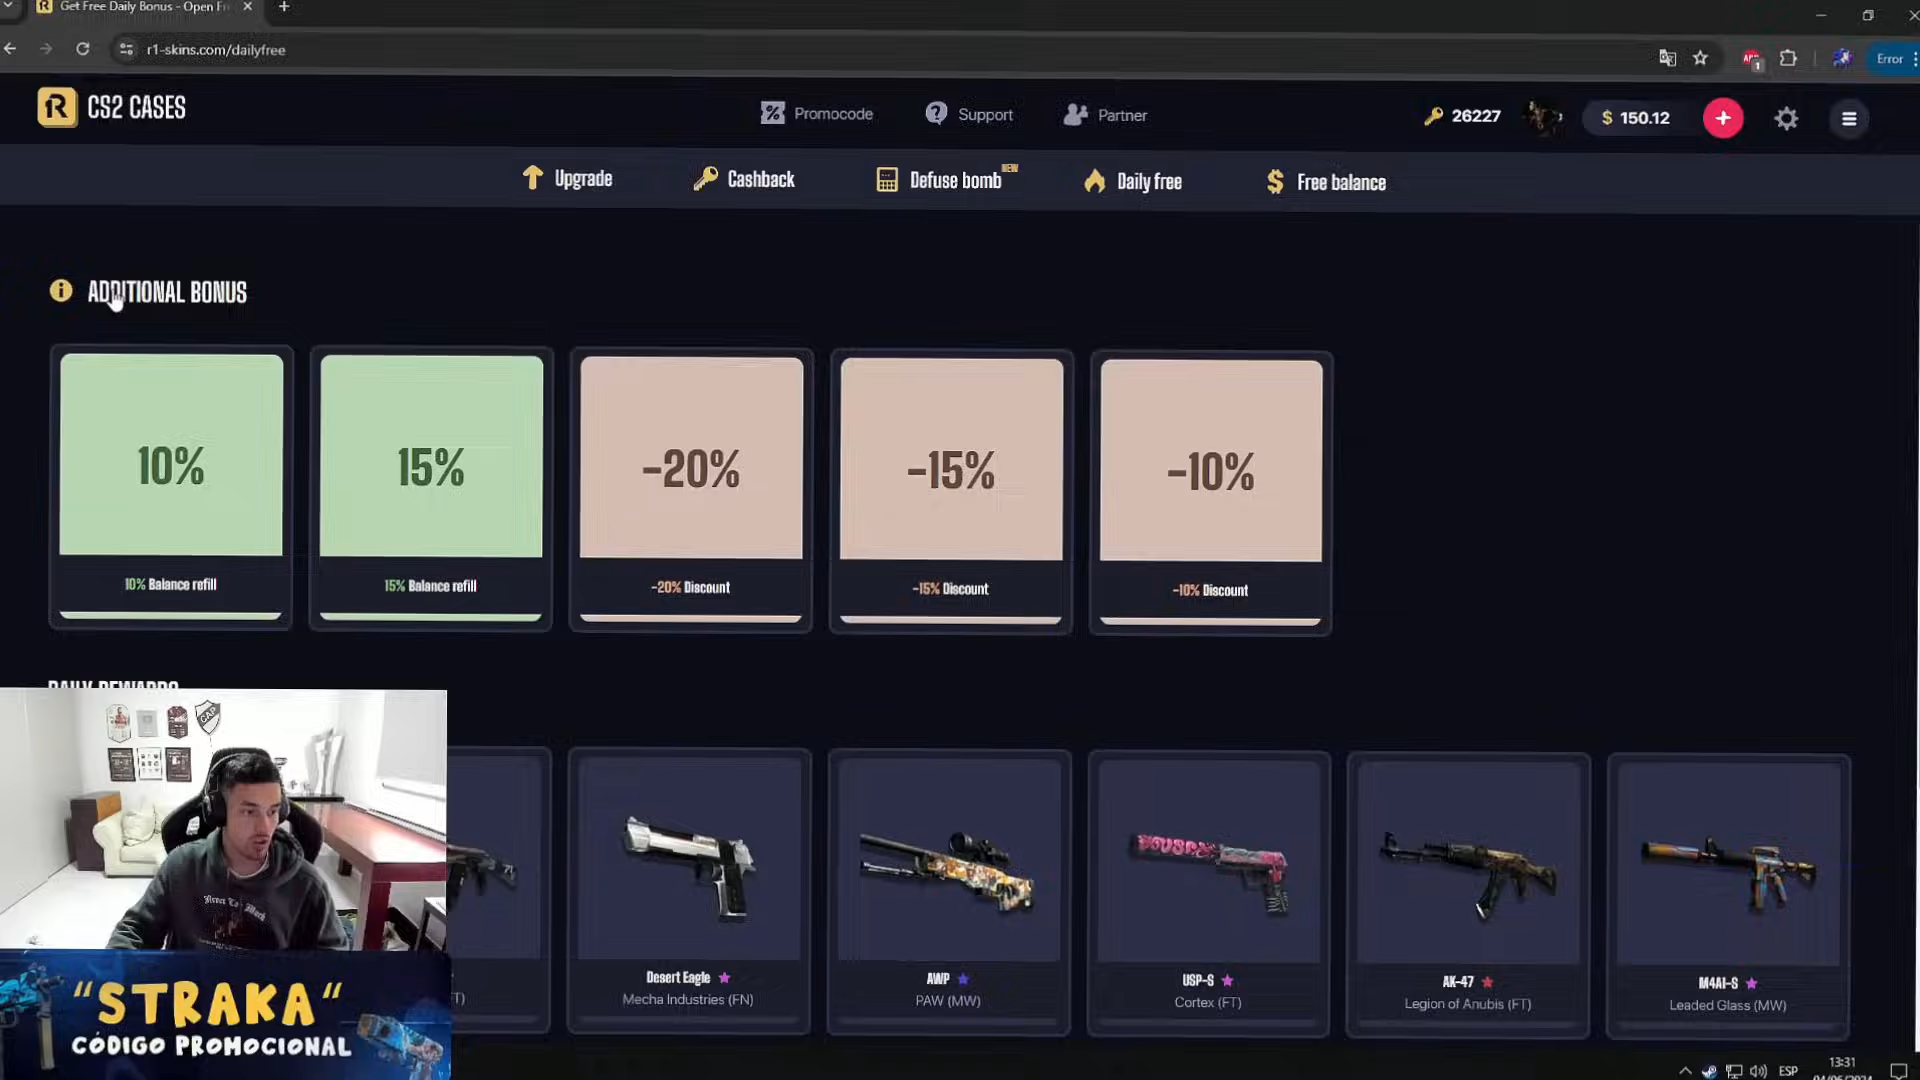 Get Free Daily Bonus - Open Fr
r1-skins.com/dailyfree
Error
CS2 CASES
Promocode
Support
Partner
26227
$ 150.12
Upgrade
Cashback
Defuse bomb NEW
Daily free
Free balance
ADDITIONAL BONUS
10%
15%
-20%
-15%
-10%
10% Balance refill
15% Balance refill
-20% Discount
-15% Discount
-10% Discount
DAILY REWARDS
Desert Eagle
Mecha Industries (FN)
AWP
PAW (MW)
USP-S
Cortex (FT)
AK-47
Legion of Anubis (FT)
M4A1-S
Leaded Glass (MW)
"STRAKA"
CÓDIGO PROMOCIONAL
ESP
13:31